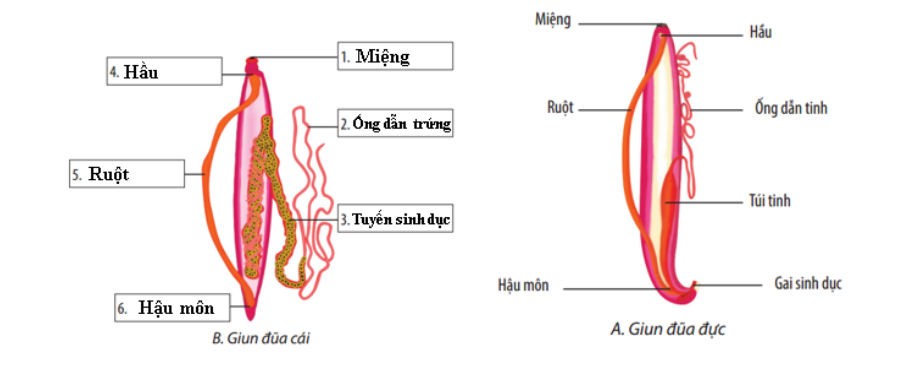 1. Miệng
4. Hầu
2. Ống dẫn trứng
5. Ruột
3. Tuyến sinh dục
6. Hậu môn
B. Giun đũa cái
Miệng
Hầu
Ruột
Ống dẫn tinh
Túi tinh
Hậu môn
Gai sinh dục
A. Giun đũa đực